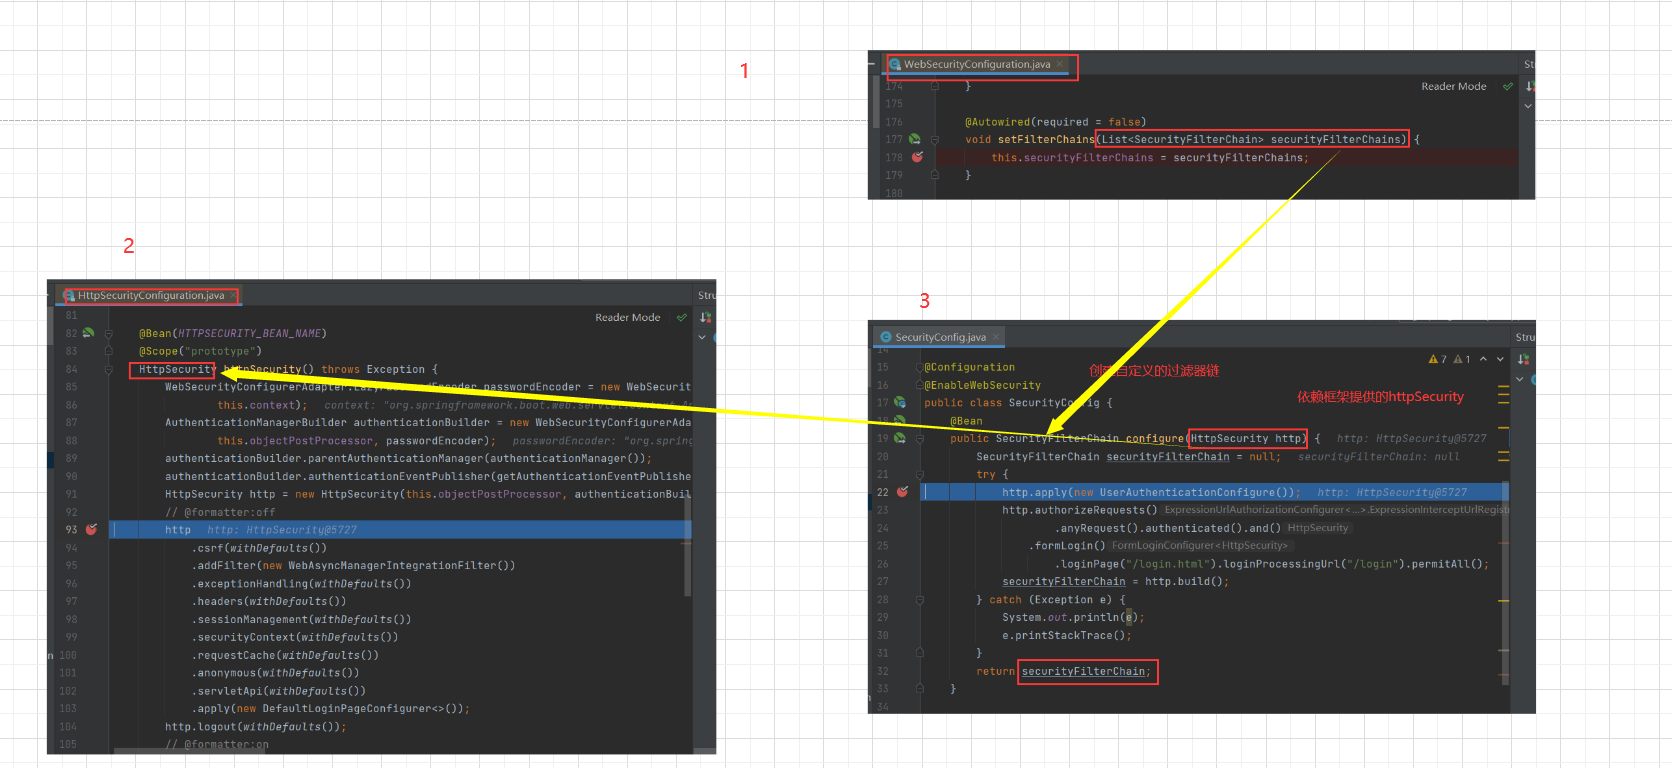 1
WebSecurityConfiguration.java
Reader Mode
174 }
175
176 @Autowired(required = false)
177 void setFilterChains(List<SecurityFilterChain> securityFilterChains) {
178 this.securityFilterChains = securityFilterChains;
179 }
180
2
HttpSecurityConfiguration.java
Stru
Reader Mode
81
82 @Bean(HTTPSECURITY_BEAN_NAME)
83 @Scope("prototype")
84 HttpSecurity httpSecurity() throws Exception {
85 WebSecurityConfigurerAdapter.LazyPasswordEncoder passwordEncoder = new WebSecurit
86 this.context); context: "org.springframework.boot.web.servlet.context.An
87 AuthenticationManagerBuilder authenticationBuilder = new WebSecurityConfigurerAda
88 this.objectPostProcessor, passwordEncoder); passwordEncoder: "org.spring
89 authenticationBuilder.parentAuthenticationManager(authenticationManager());
90 authenticationBuilder.authenticationEventPublisher(getAuthenticationEventPublishe
91 HttpSecurity http = new HttpSecurity(this.objectPostProcessor, authenticationBuil
92 // @formatter:off
93 http http: HttpSecurity@5727
94 .csrf(withDefaults())
95 .addFilter(new WebAsyncManagerIntegrationFilter())
96 .exceptionHandling(withDefaults())
97 .headers(withDefaults())
98 .sessionManagement(withDefaults())
99 .securityContext(withDefaults())
100 .requestCache(withDefaults())
101 .anonymous(withDefaults())
102 .servletApi(withDefaults())
103 .apply(new DefaultLoginPageConfigurer<>());
104 http.logout(withDefaults());
105 // @formatter:on
3
SecurityConfig.java
Stru
7 1
14
15 @Configuration
16 @EnableWebSecurity
创建自定义的过滤器链
17 public class SecurityConfig {
依赖框架提供的httpSecurity
18 @Bean
19 public SecurityFilterChain configure(HttpSecurity http) { http: HttpSecurity@5727
20 SecurityFilterChain securityFilterChain = null; securityFilterChain: null
21 try {
22 http.apply(new UserAuthenticationConfigure()); http: HttpSecurity@5727
23 http.authorizeRequests() ExpressionUrlAuthorizationConfigurer<...>.ExpressionInterceptUrlRegistr
24 .anyRequest().authenticated().and() HttpSecurity
25 .formLogin() FormLoginConfigurer<HttpSecurity>
26 .loginPage("/login.html").loginProcessingUrl("/login").permitAll();
27 securityFilterChain = http.build();
28 } catch (Exception e) {
29 System.out.println(e);
30 e.printStackTrace();
31 }
32 return securityFilterChain;
33 }
34